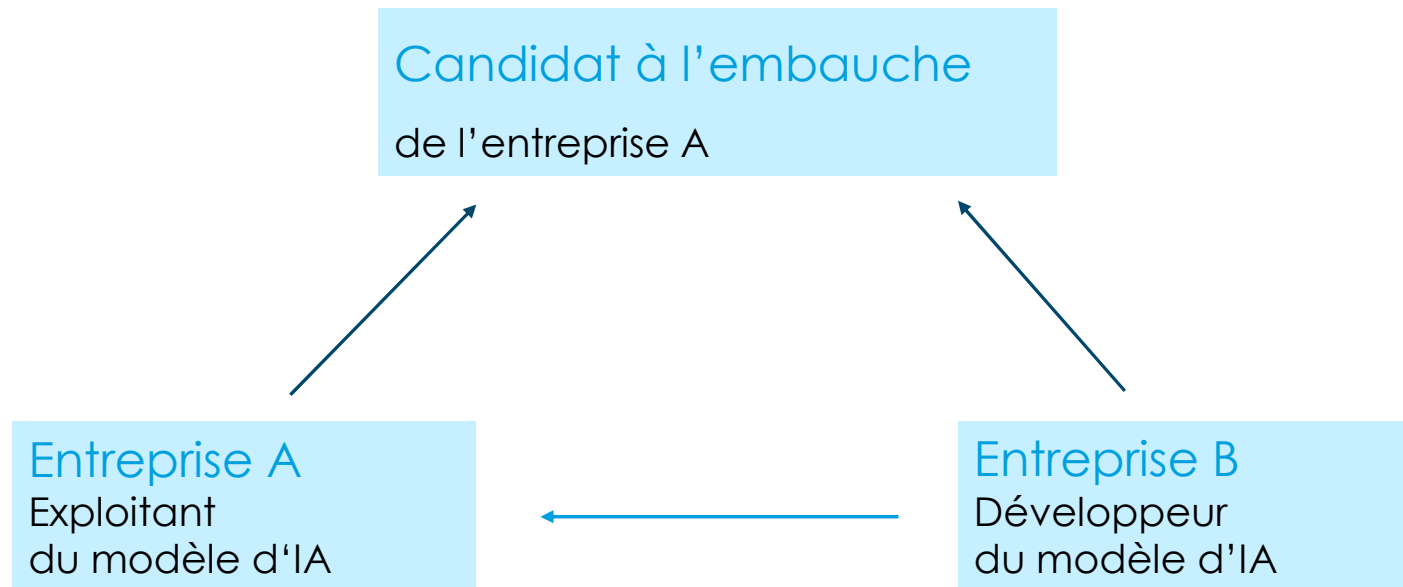 Candidat à l’embauche
de l’entreprise A
Entreprise A
Exploitant
du modèle d‘IA
Entreprise B
Développeur
du modèle d’IA